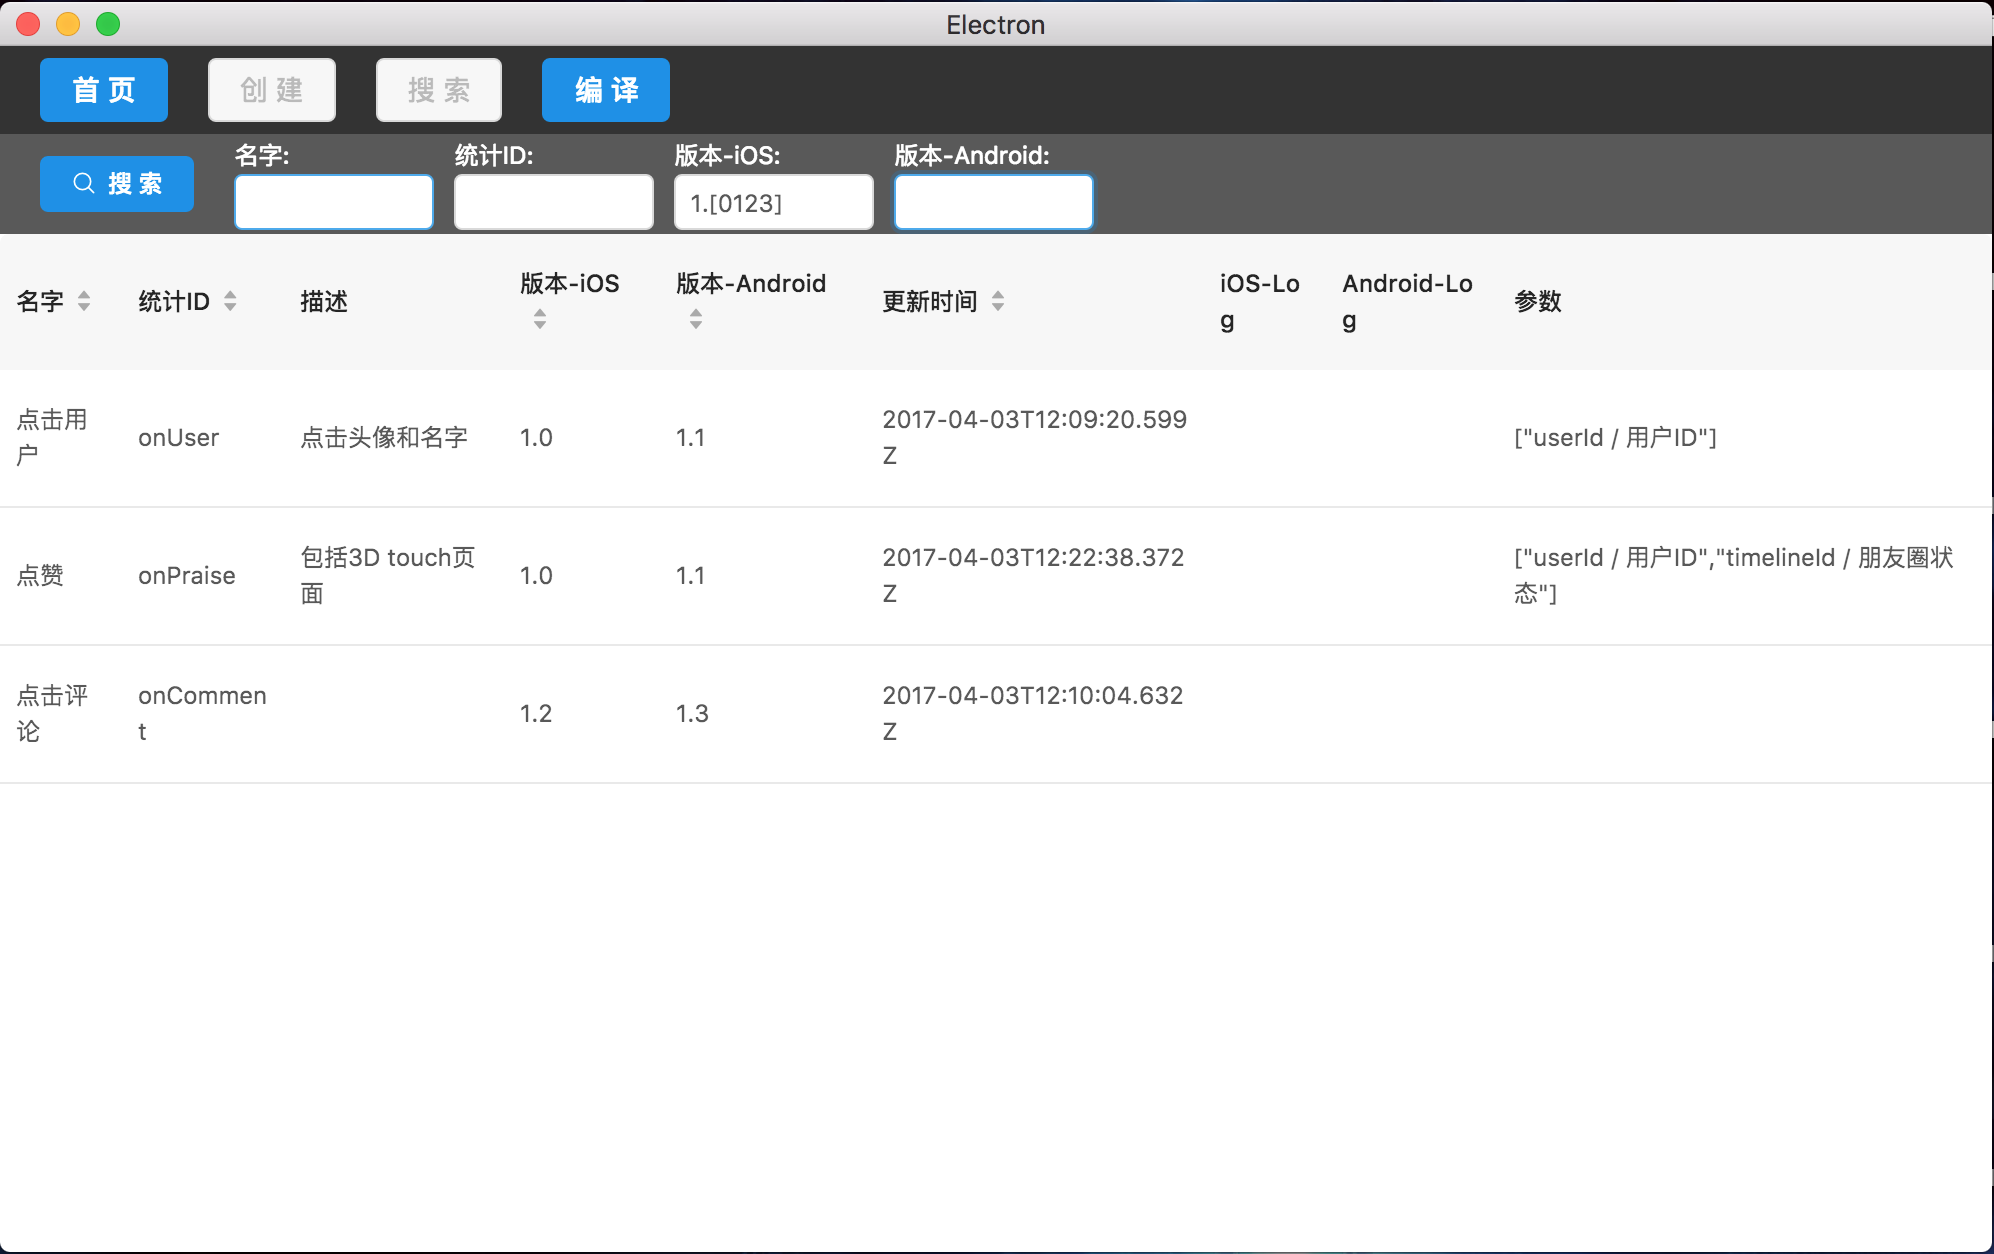 Electron
首 页 创 建 搜 索 编 译
名字: 统计ID: 版本-iOS: 版本-Android:
搜 索 1.[0123]
名字 统计ID 描述 版本-iOS 版本-Android 更新时间 iOS-Lo
g Android-Lo
g 参数
点击用
户 onUser 点击头像和名字 1.0 1.1 2017-04-03T12:09:20.599
Z ["userId / 用户ID"]
点赞 onPraise 包括3D touch页
面 1.0 1.1 2017-04-03T12:22:38.372
Z ["userId / 用户ID","timelineId / 朋友圈状
态"]
点击评
论 onCommen
t 1.2 1.3 2017-04-03T12:10:04.632
Z